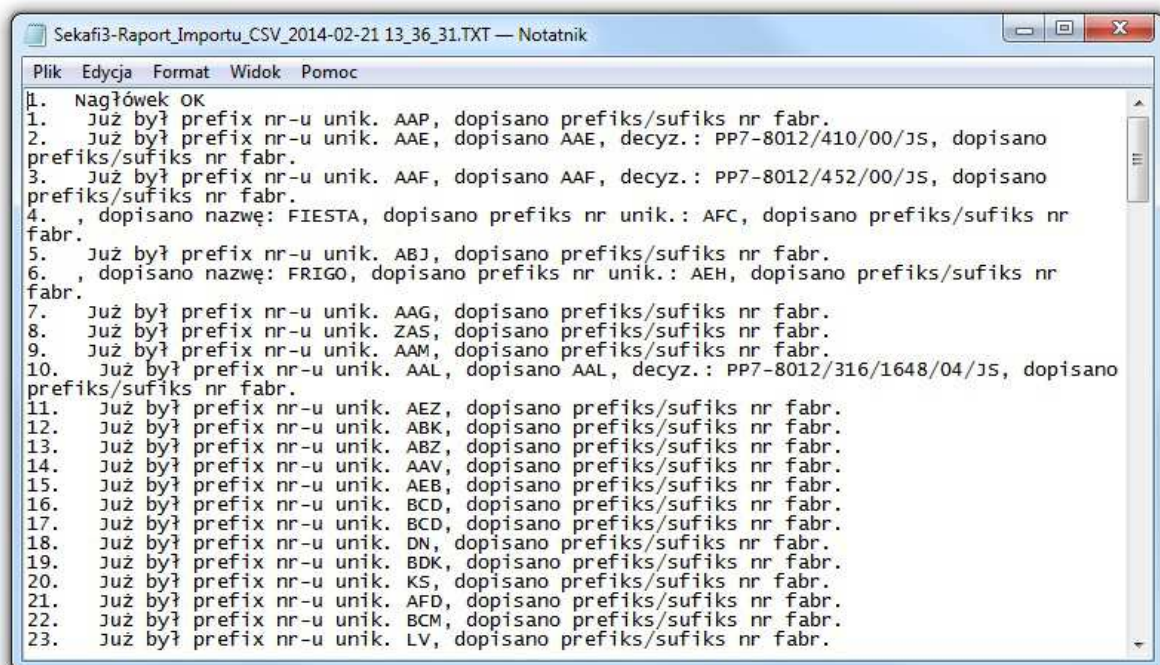 Sekafi3-Raport_Importu_CSV_2014-02-21 13_36_31.TXT — Notatnik
Plik Edycja Format Widok Pomoc
1. Nagłówek OK
1. Już był prefix nr-u unik. AAP, dopisano prefiks/sufiks nr fabr.
2. Już był prefix nr-u unik. AAE, dopisano AAE, decyz.: PP7-8012/410/00/JS, dopisano
prefiks/sufiks nr fabr.
3. Już był prefix nr-u unik. AAF, dopisano AAF, decyz.: PP7-8012/452/00/JS, dopisano
prefiks/sufiks nr fabr.
4. , dopisano nazwę: FIESTA, dopisano prefiks nr unik.: AFC, dopisano prefiks/sufiks nr
fabr.
5. Już był prefix nr-u unik. ABJ, dopisano prefiks/sufiks nr fabr.
6. , dopisano nazwę: FRIGO, dopisano prefiks nr unik.: AEH, dopisano prefiks/sufiks nr
fabr.
7. Już był prefix nr-u unik. AAG, dopisano prefiks/sufiks nr fabr.
8. Już był prefix nr-u unik. ZAS, dopisano prefiks/sufiks nr fabr.
9. Już był prefix nr-u unik. AAM, dopisano prefiks/sufiks nr fabr.
10. Już był prefix nr-u unik. AAL, dopisano AAL, decyz.: PP7-8012/316/1648/04/JS, dopisano
prefiks/sufiks nr fabr.
11. Już był prefix nr-u unik. AEZ, dopisano prefiks/sufiks nr fabr.
12. Już był prefix nr-u unik. ABK, dopisano prefiks/sufiks nr fabr.
13. Już był prefix nr-u unik. ABZ, dopisano prefiks/sufiks nr fabr.
14. Już był prefix nr-u unik. AAV, dopisano prefiks/sufiks nr fabr.
15. Już był prefix nr-u unik. AEB, dopisano prefiks/sufiks nr fabr.
16. Już był prefix nr-u unik. BCD, dopisano prefiks/sufiks nr fabr.
17. Już był prefix nr-u unik. BCD, dopisano prefiks/sufiks nr fabr.
18. Już był prefix nr-u unik. DN, dopisano prefiks/sufiks nr fabr.
19. Już był prefix nr-u unik. BDK, dopisano prefiks/sufiks nr fabr.
20. Już był prefix nr-u unik. KS, dopisano prefiks/sufiks nr fabr.
21. Już był prefix nr-u unik. AFD, dopisano prefiks/sufiks nr fabr.
22. Już był prefix nr-u unik. BCM, dopisano prefiks/sufiks nr fabr.
23. Już był prefix nr-u unik. LV, dopisano prefiks/sufiks nr fabr.